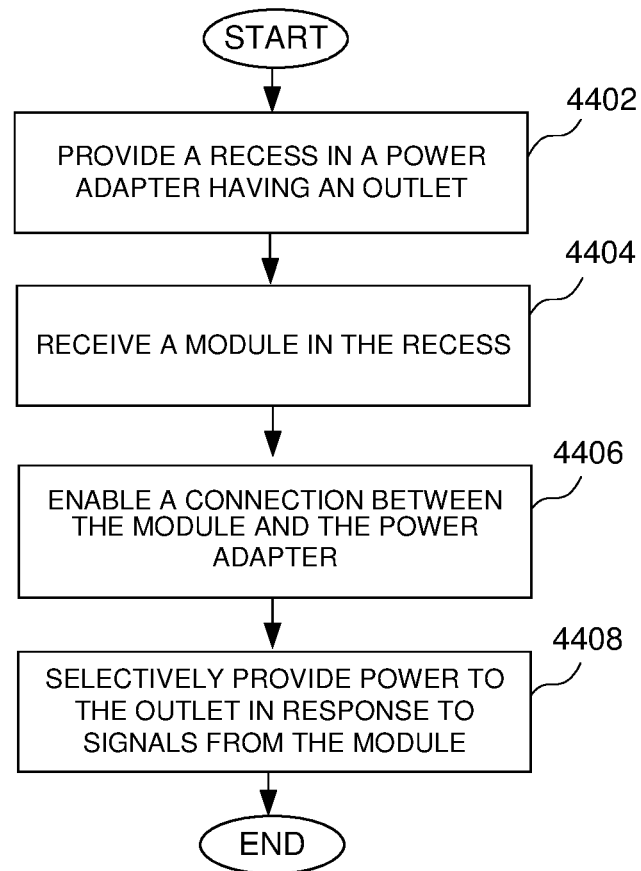 START
4402
PROVIDE A RECESS IN A POWER
ADAPTER HAVING AN OUTLET
4404
RECEIVE A MODULE IN THE RECESS
4406
ENABLE A CONNECTION BETWEEN
THE MODULE AND THE POWER
ADAPTER
4408
SELECTIVELY PROVIDE POWER TO
THE OUTLET IN RESPONSE TO
SIGNALS FROM THE MODULE
END